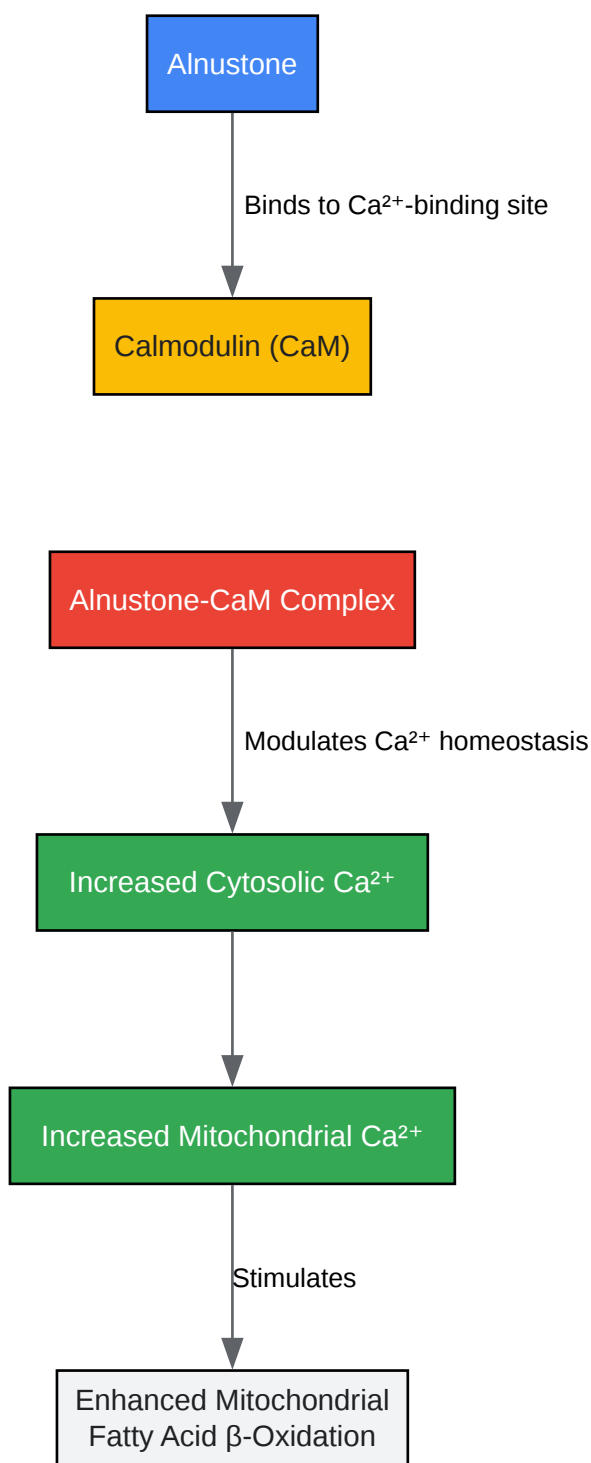 Alnustone
Binds to Ca²⁺-binding site
Calmodulin (CaM)
Alnustone-CaM Complex
Modulates Ca²⁺ homeostasis
Increased Cytosolic Ca²⁺
Increased Mitochondrial Ca²⁺
Stimulates
Enhanced Mitochondrial
Fatty Acid β-Oxidation